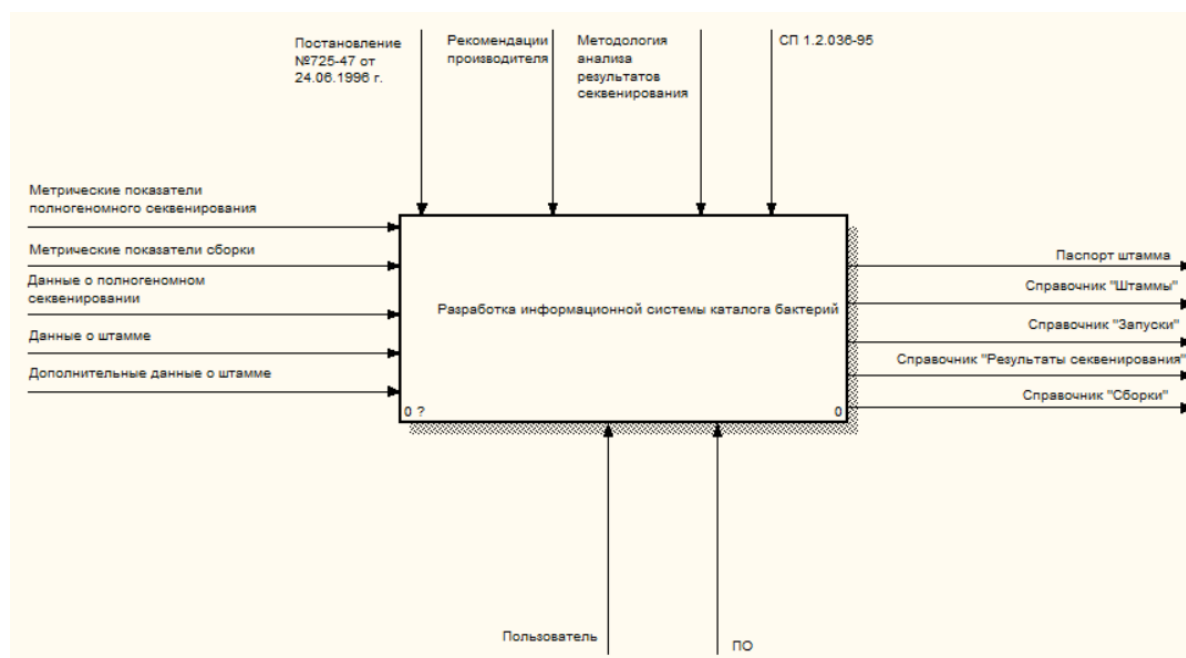 Постановление
№725-47 от
24.06.1996 г.
Рекомендации
производителя
Методология
анализа
результатов
секвенирования
СП 1.2.036-95
Метрические показатели
полногеномного секвенирования
Метрические показатели сборки
Данные о полногеномном
секвенировании
Данные о штамме
Дополнительные данные о штамме
Разработка информационной системы каталога бактерий
0 ?
0
Паспорт штамма
Справочник "Штаммы"
Справочник "Запуски"
Справочник "Результаты секвенирования"
Справочник "Сборки"
Пользователь
ПО